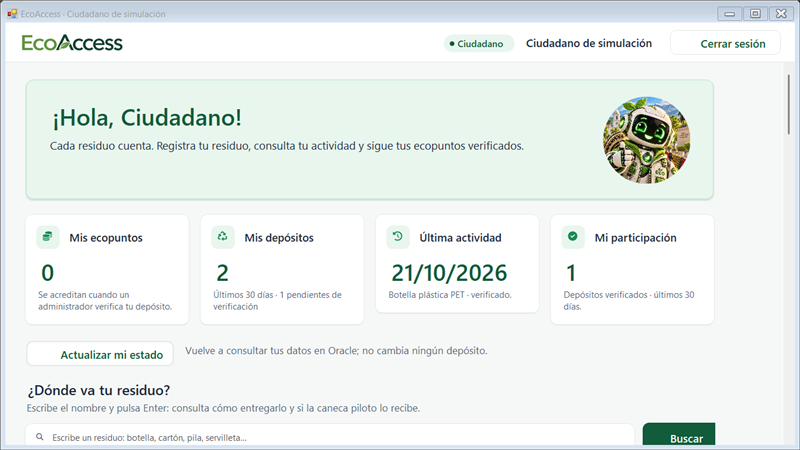 EcoAccess - Ciudadano de simulación
EcoAccess
Ciudadano
Ciudadano de simulación
Cerrar sesión
¡Hola, Ciudadano!
Cada residuo cuenta. Registra tu residuo, consulta tu actividad y sigue tus ecopuntos verificados.
Mis ecopuntos
0
Se acreditan cuando un
administrador verifica tu depósito.
Mis depósitos
2
Últimos 30 días · 1 pendientes de
verificación
Última actividad
21/10/2026
Botella plástica PET · verificado.
Mi participación
1
Depósitos verificados · últimos 30
días.
Actualizar mi estado
Vuelve a consultar tus datos en Oracle; no cambia ningún depósito.
¿Dónde va tu residuo?
Escribe el nombre y pulsa Enter: consulta cómo entregarlo y si la caneca piloto lo recibe.
Escribe un residuo: botella, cartón, pila, servilleta...
Buscar